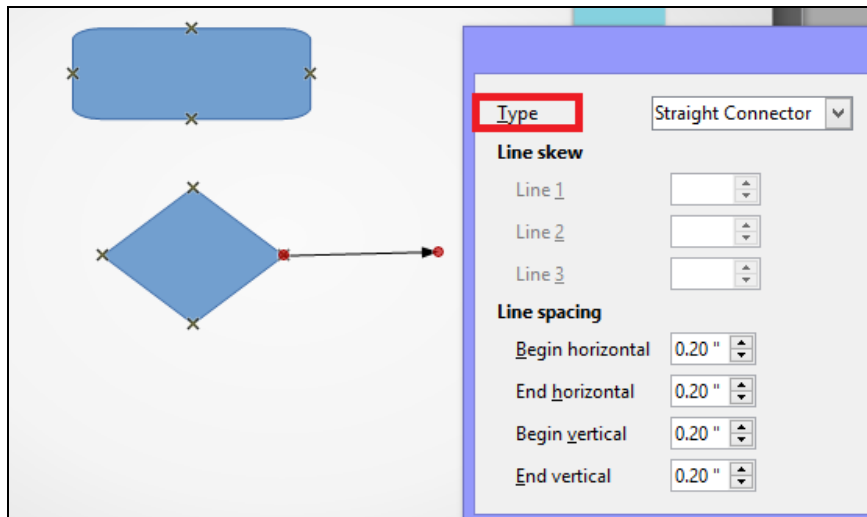 Type Straight Connector
Line skew
Line 1
Line 2
Line 3
Line spacing
Begin horizontal 0.20 "
End horizontal 0.20 "
Begin vertical 0.20 "
End vertical 0.20 "